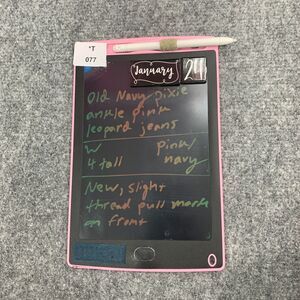 "T
077
January 24
Old Navy pixie
ankle pink
leopard jeans
W pink/
4 tall navy
New, slight
thread pull mark
on front